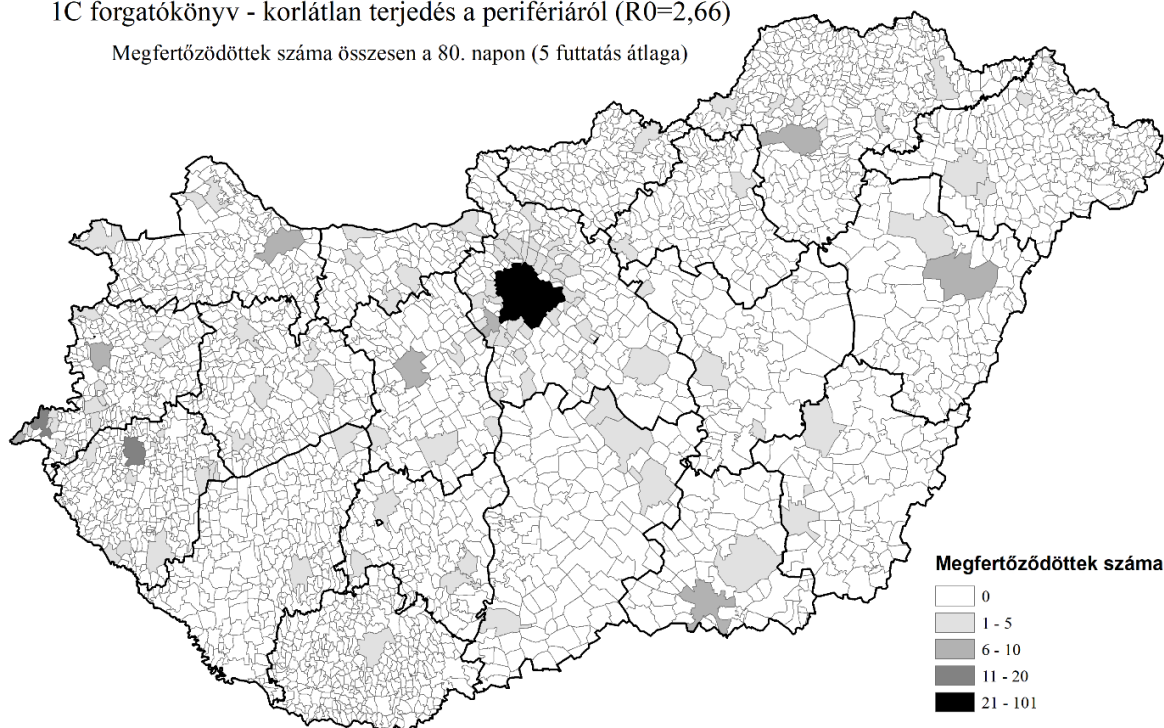 1C forgatókönyv - korlátlan terjedés a perifériáról (R0=2,66)
Megfertőződöttek száma összesen a 80. napon (5 futtatás átlaga)
Megfertőződöttek száma
0
1 - 5
6 - 10
11 - 20
21 - 101